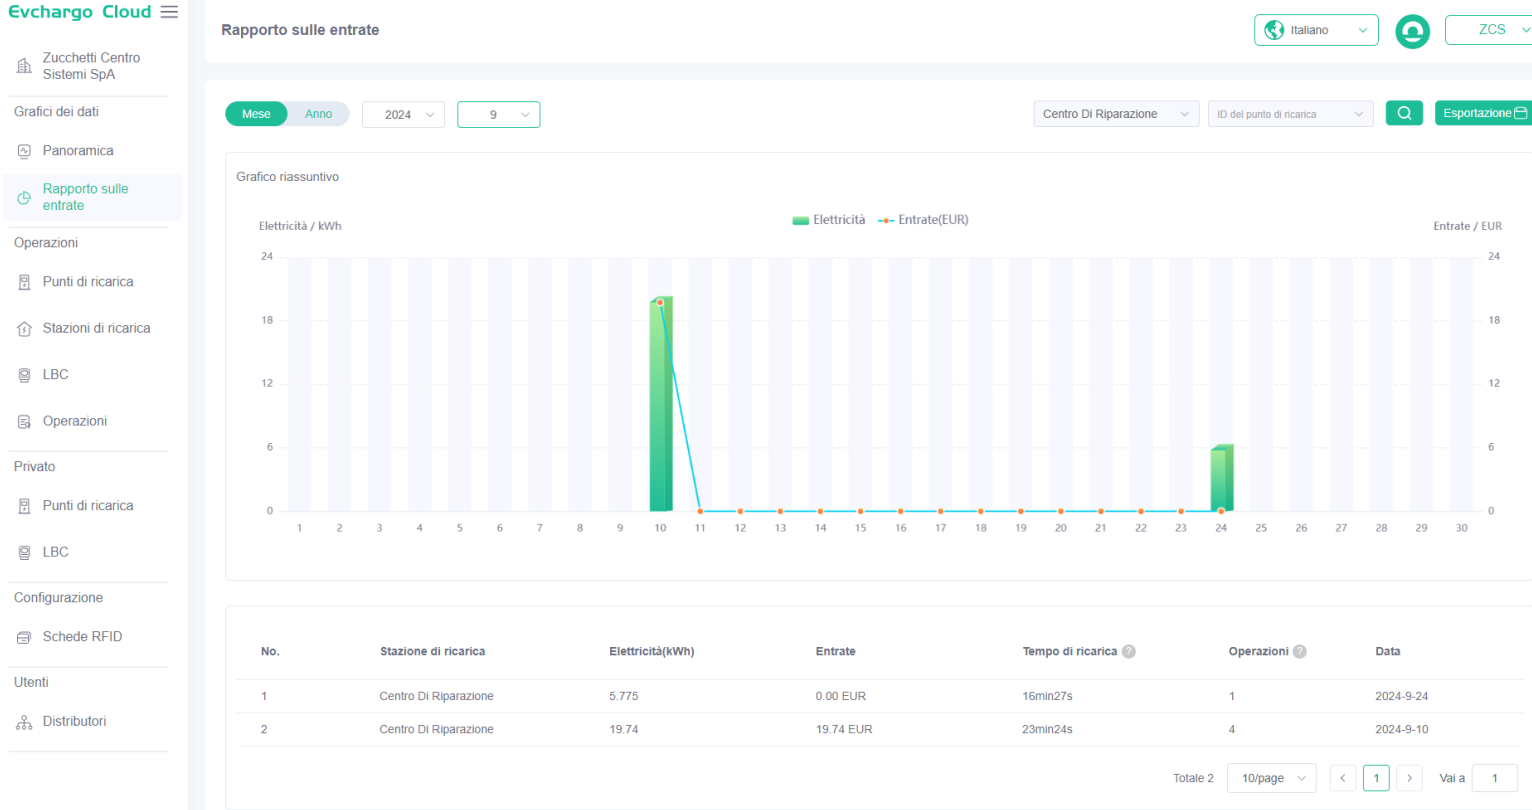 Evchargo Cloud
Zucchetti Centro
Sistemi SpA
Grafici dei dati
Panoramica
Rapporto sulle
entrate
Operazioni
Punti di ricarica
Stazioni di ricarica
LBC
Operazioni
Privato
Punti di ricarica
LBC
Configurazione
Schede RFID
Utenti
Distributori
Rapporto sulle entrate
Italiano
ZCS
Mese Anno 2024 9
Centro Di Riparazione ID del punto di ricarica Esportazione
Grafico riassuntivo
Elettricità Entrate(EUR)
Elettricità / kWh Entrate / EUR
24 24
18 18
12 12
6 6
0 0
1 2 3 4 5 6 7 8 9 10 11 12 13 14 15 16 17 18 19 20 21 22 23 24 25 26 27 28 29 30
No. Stazione di ricarica Elettricità(kWh) Entrate Tempo di ricarica ? Operazioni ? Data
1 Centro Di Riparazione 5.775 0.00 EUR 16min27s 1 2024-9-24
2 Centro Di Riparazione 19.74 19.74 EUR 23min24s 4 2024-9-10
Totale 2 10/page < 1 > Vai a 1